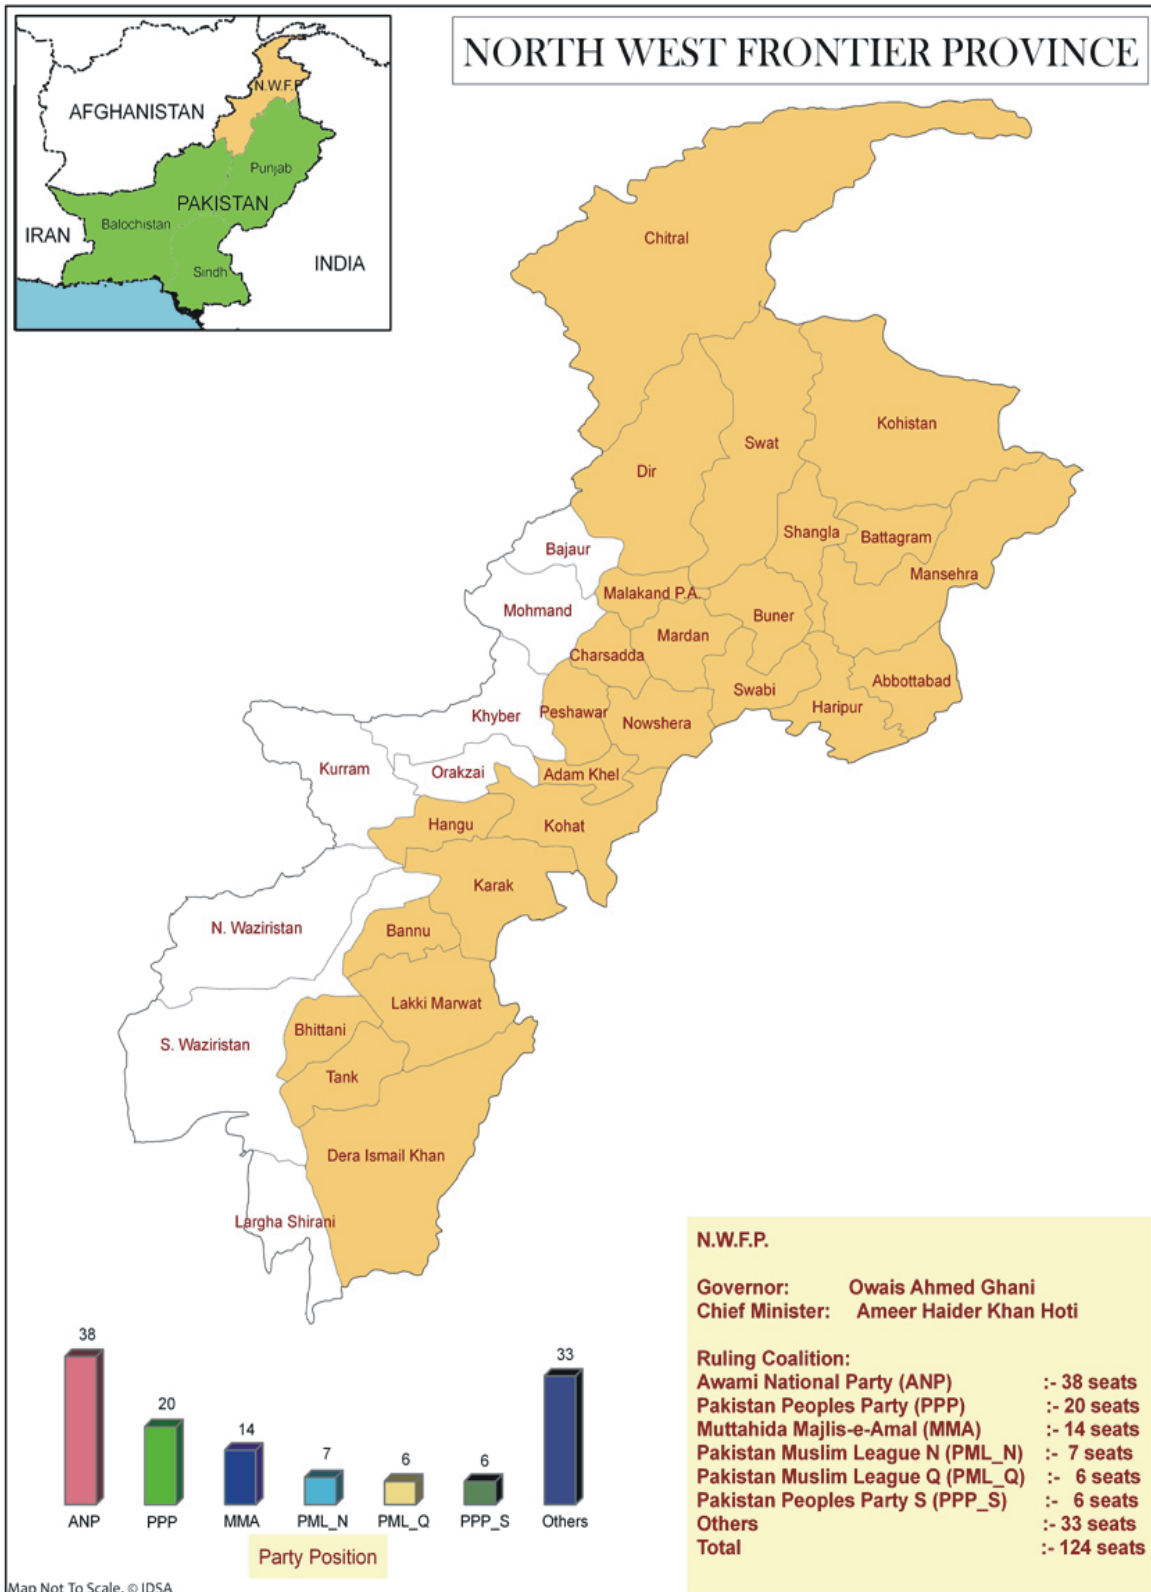 NORTH WEST FRONTIER PROVINCE
N.W.F.P
AFGHANISTAN
Punjab
PAKISTAN
Balochistan
IRAN
INDIA
Sindh
Chitral
Kohistan
Swat
Dir
Shangla
Battagram
Bajaur
Mansehra
Malakand P.A.
Mohmand
Buner
Mardan
Charsadda
Abbottabad
Swabi
Haripur
Peshawar
Khyber
Nowshera
Kurram
Orakzai
Adam Khel
Hangu
Kohat
Karak
N. Waziristan
Bannu
Lakki Marwat
Bhittani
S. Waziristan
Tank
Dera Ismail Khan
Largha Shirani
38
20
14
7
6
6
33
ANP
PPP
MMA
PML_N
PML_Q
PPP_S
Others
Party Position
N.W.F.P.
Governor: Owais Ahmed Ghani
Chief Minister: Ameer Haider Khan Hoti
Ruling Coalition:
Awami National Party (ANP) :- 38 seats
Pakistan Peoples Party (PPP) :- 20 seats
Muttahida Majlis-e-Amal (MMA) :- 14 seats
Pakistan Muslim League N (PML_N) :- 7 seats
Pakistan Muslim League Q (PML_Q) :- 6 seats
Pakistan Peoples Party S (PPP_S) :- 6 seats
Others :- 33 seats
Total :- 124 seats
Map Not To Scale. © IDSA